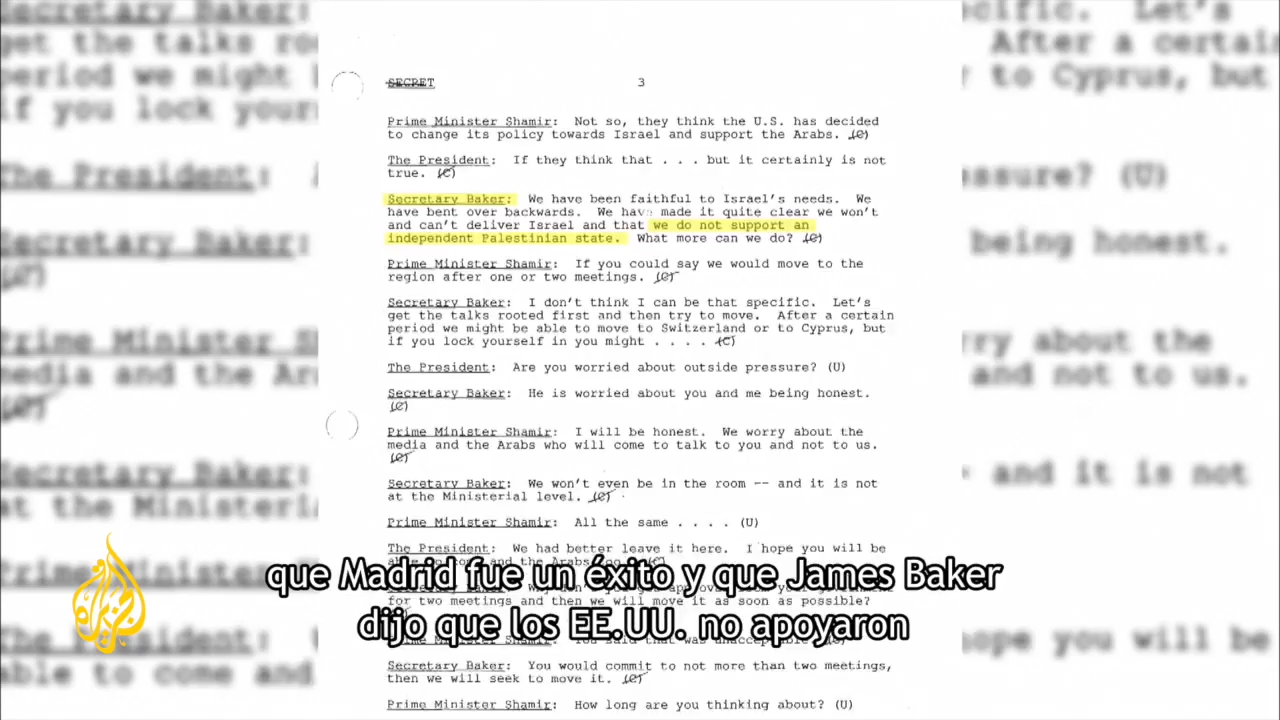 SECRET
3
Prime Minister Shamir: Not so, they think the U.S. has decided
to change its policy towards Israel and support the Arabs. (C)
The President: If they think that . . . but it certainly is not
true. (C)
Secretary Baker: We have been faithful to Israel's needs. We
have bent over backwards. We have made it quite clear we won't
and can't deliver Israel and that we do not support an
independent Palestinian state. What more can we do? (C)
Prime Minister Shamir: If you could say we would move to the
region after one or two meetings. (C)
Secretary Baker: I don't think I can be that specific. Let's
get the talks rooted first and then try to move. After a certain
period we might be able to move to Switzerland or to Cyprus, but
if you lock yourself in you might . . . . (C)
The President: Are you worried about outside pressure? (U)
Secretary Baker: He is worried about you and me being honest.
(C)
Prime Minister Shamir: I will be honest. We worry about the
media and the Arabs who will come to talk to you and not to us.
(C)
Secretary Baker: We won't even be in the room -- and it is not
at the Ministerial level. (C)
Prime Minister Shamir: All the same . . . . (U)
The President: We had better leave it here. I hope you will be
and the Arabs
for two meetings and then we will move it as soon as possible?
Secretary Baker: You would commit to not more than two meetings,
then we will seek to move it. (C)
Prime Minister Shamir: How long are you thinking about? (U)
que Madrid fue un éxito y que James Baker
dijo que los EE.UU. no apoyaron
الجزيرة